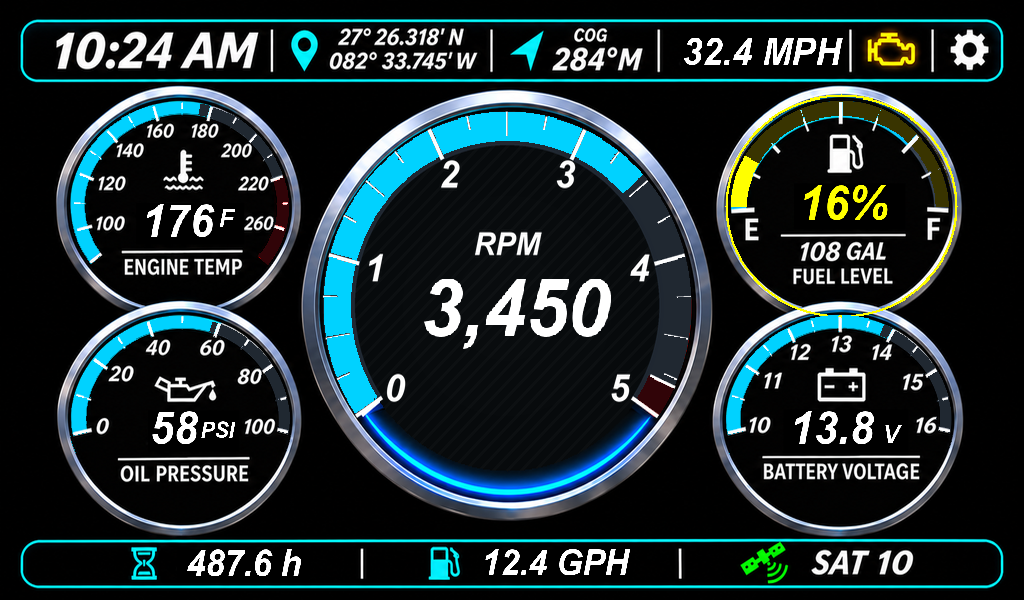 10:24 AM
27° 26.318' N
082° 33.745' W
COG
284°M
32.4 MPH
160 180
140 200
120 220
100 260
176 F
ENGINE TEMP
2 3
1 4
0 5
RPM
3,450
16%
E F
108 GAL
FUEL LEVEL
40 60
20 80
0 100
58 PSI
OIL PRESSURE
12 13 14
11 15
10 16
13.8 V
BATTERY VOLTAGE
487.6 h
12.4 GPH
SAT 10